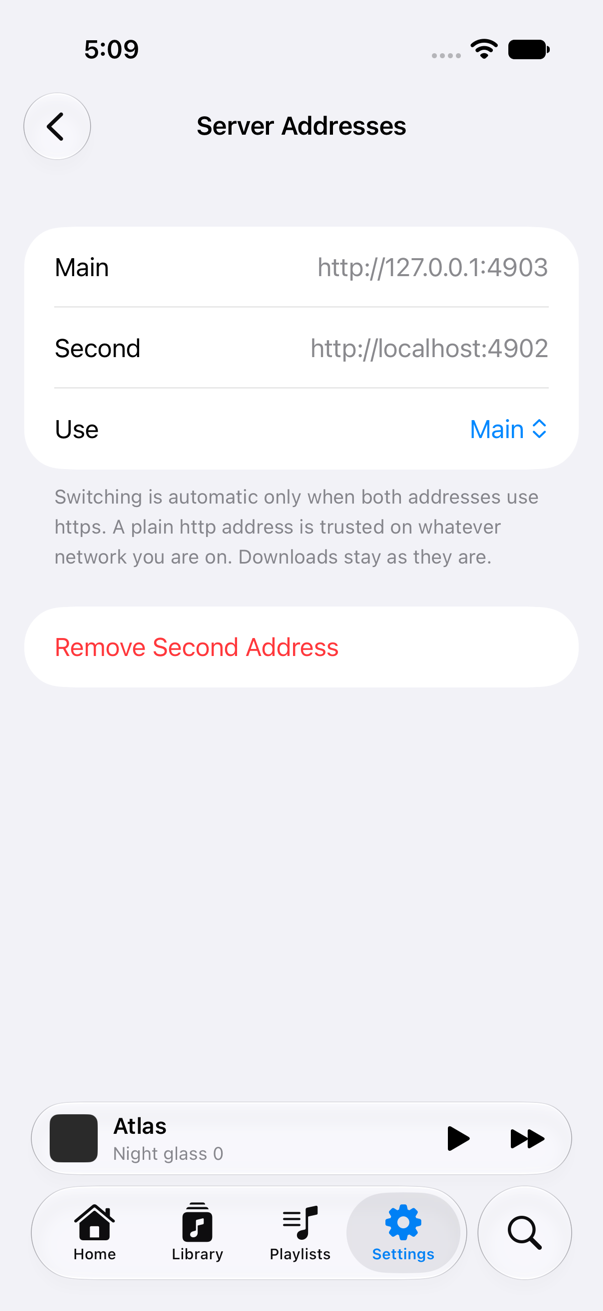 5:09
Server Addresses
Main http://127.0.0.1:4903
Second http://localhost:4902
Use Main
Switching is automatic only when both addresses use
https. A plain http address is trusted on whatever
network you are on. Downloads stay as they are.
Remove Second Address
Atlas
Night glass 0
Home Library Playlists Settings